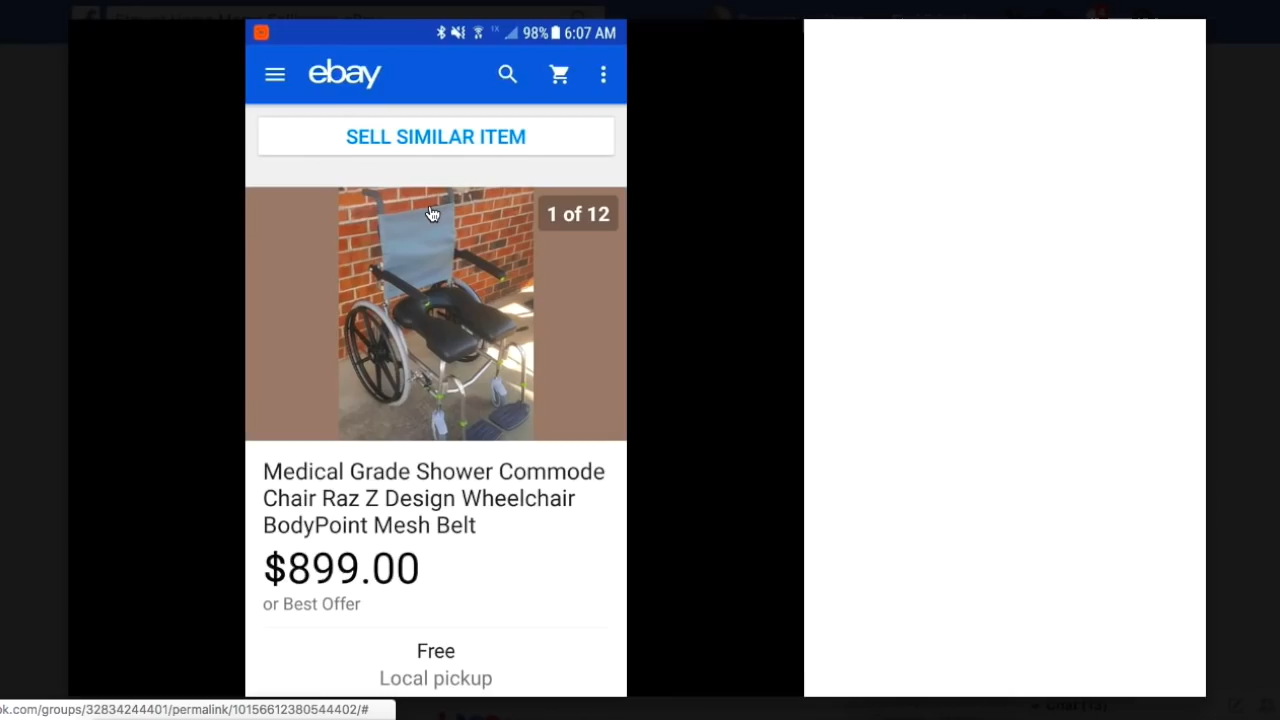 98% 6:07 AM
ebay
SELL SIMILAR ITEM
1 of 12
Medical Grade Shower Commode
Chair Raz Z Design Wheelchair
BodyPoint Mesh Belt
$899.00
or Best Offer
Free
Local pickup
ok.com/groups/32834244401/permalink/10156612380544402/#